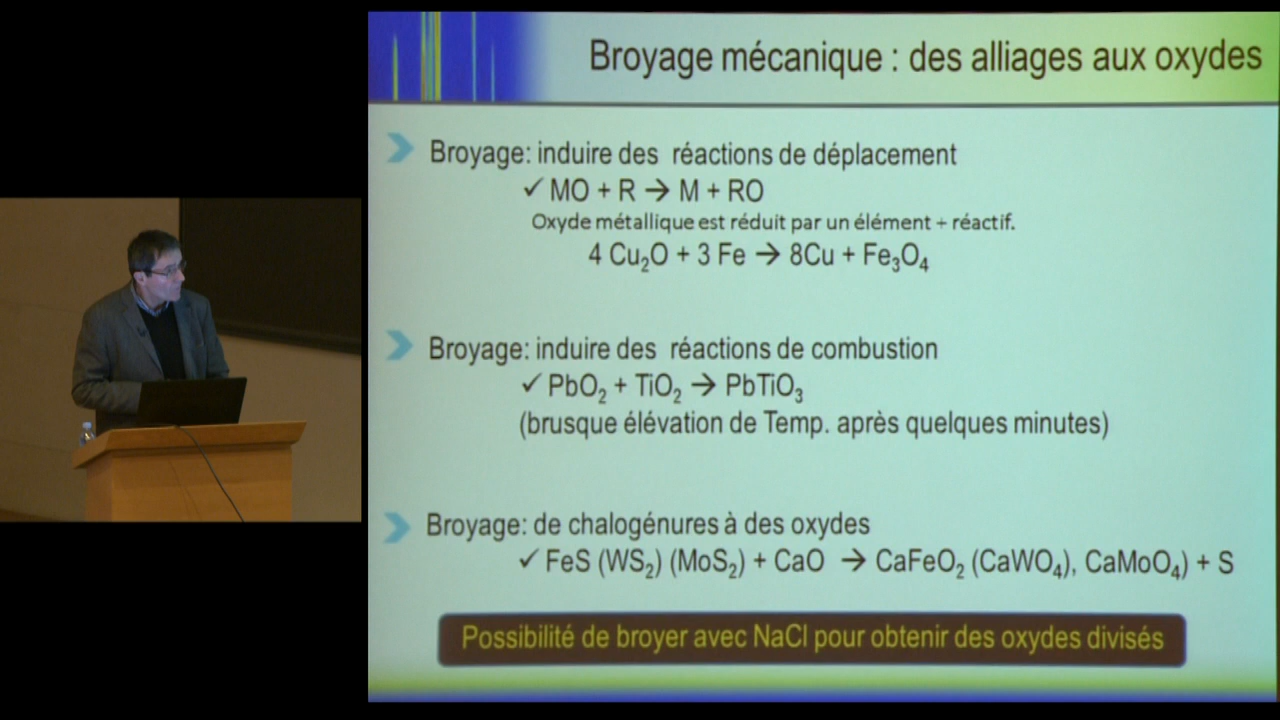 Broyage mécanique : des alliages aux oxydes
Broyage: induire des réactions de déplacement
✓ MO + R → M + RO
Oxyde métallique est réduit par un élément + réactif.
4 Cu₂O + 3 Fe → 8Cu + Fe₃O₄
Broyage: induire des réactions de combustion
✓ PbO₂ + TiO₂ → PbTiO₃
(brusque élévation de Temp. après quelques minutes)
Broyage: de chalogénures à des oxydes
✓ FeS (WS₂) (MoS₂) + CaO → CaFeO₂ (CaWO₄), CaMoO₄) + S
Possibilité de broyer avec NaCl pour obtenir des oxydes divisés